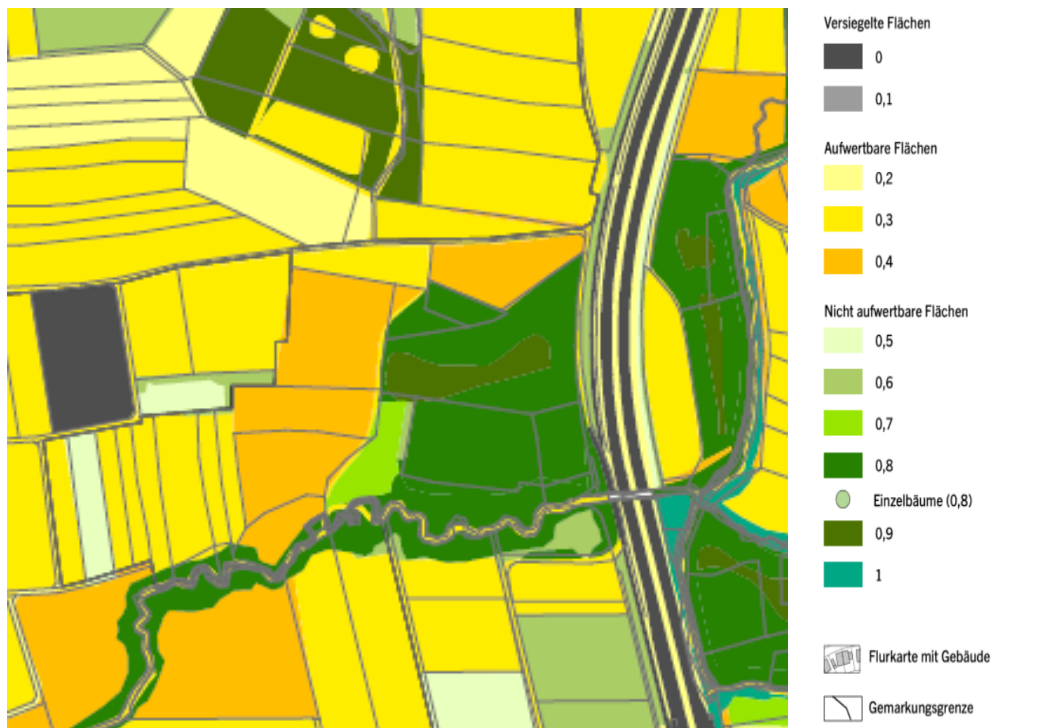 Versiegelte Flächen
0
0,1
Aufwertbare Flächen
0,2
0,3
0,4
Nicht aufwertbare Flächen
0,5
0,6
0,7
0,8
Einzelbäume (0,8)
0,9
1
Flurkarte mit Gebäude
Gemarkungsgrenze